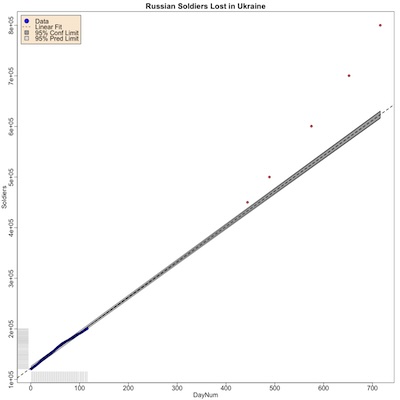 Russian Soldiers Lost in Ukraine
Data
Linear Fit
95% Conf Limit
95% Pred Limit
8e+05
7e+05
6e+05
5e+05
4e+05
3e+05
2e+05
1e+05
Soldiers
0 100 200 300 400 500 600 700
DayNum